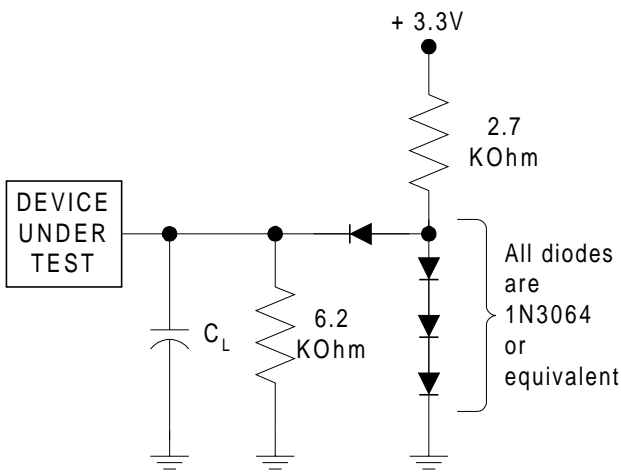 + 3.3V
2.7
KOhm
DEVICE
UNDER
TEST
C L
6.2
KOhm
All diodes
are
1N3064
or
equivalent